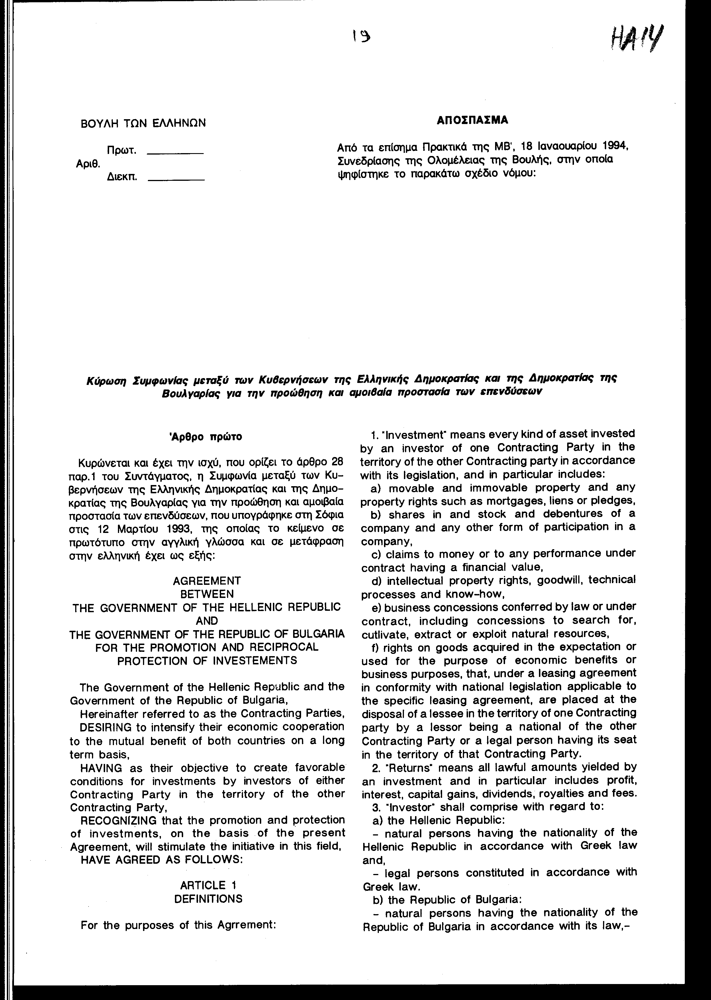 19
HA14
ΒΟΥΛΗ ΤΩΝ ΕΛΛΗΝΩΝ
Πρωτ.
Αριθ.
Διεκπ.
ΑΠΟΣΠΑΣΜΑ
Από τα επίσημα Πρακτικά της ΜΒ', 18 Ιαναουαρίου 1994,
Συνεδρίασης της Ολομέλειας της Βουλής, στην οποία
ψηφίστηκε το παρακάτω σχέδιο νόμου:
Κύρωση Συμφωνίας μεταξύ των Κυβερνήσεων της Ελληνικής Δημοκρατίας και της Δημοκρατίας της
Βουλγαρίας για την προώθηση και αμοιβαία προστασία των επενδύσεων
'Αρθρο πρώτο
Κυρώνεται και έχει την ισχύ, που ορίζει το άρθρο 28
παρ.1 του Συντάγματος, η Συμφωνία μεταξύ των Κυ-
βερνήσεων της Ελληνικής Δημοκρατίας και της Δημο-
κρατίας της Βουλγαρίας για την προώθηση και αμοιβαία
προστασία των επενδύσεων, που υπογράφηκε στη Σόφια
στις 12 Μαρτίου 1993, της οποίας το κείμενο σε
πρωτότυπο στην αγγλική γλώσσα και σε μετάφραση
στην ελληνική έχει ως εξής:
AGREEMENT
BETWEEN
THE GOVERNMENT OF THE HELLENIC REPUBLIC
AND
THE GOVERNMENT OF THE REPUBLIC OF BULGARIA
FOR THE PROMOTION AND RECIPROCAL
PROTECTION OF INVESTEMENTS
The Government of the Hellenic Republic and the
Government of the Republic of Bulgaria,
Hereinafter referred to as the Contracting Parties,
DESIRING to intensify their economic cooperation
to the mutual benefit of both countries on a long
term basis,
HAVING as their objective to create favorable
conditions for investments by investors of either
Contracting Party in the territory of the other
Contracting Party,
RECOGNIZING that the promotion and protection
of investments, on the basis of the present
Agreement, will stimulate the initiative in this field,
HAVE AGREED AS FOLLOWS:
ARTICLE 1
DEFINITIONS
For the purposes of this Agrrement:
1. "Investment" means every kind of asset invested
by an investor of one Contracting Party in the
territory of the other Contracting party in accordance
with its legislation, and in particular includes:
a) movable and immovable property and any
property rights such as mortgages, liens or pledges,
b) shares in and stock and debentures of a
company and any other form of participation in a
company,
c) claims to money or to any performance under
contract having a financial value,
d) intellectual property rights, goodwill, technical
processes and know-how,
e) business concessions conferred by law or under
contract, including concessions to search for,
cutlivate, extract or exploit natural resources,
f) rights on goods acquired in the expectation or
used for the purpose of economic benefits or
business purposes, that, under a leasing agreement
in conformity with national legislation applicable to
the specific leasing agreement, are placed at the
disposal of a lessee in the territory of one Contracting
party by a lessor being a national of the other
Contracting Party or a legal person having its seat
in the territory of that Contracting Party.
2. "Returns" means all lawful amounts yielded by
an investment and in particular includes profit,
interest, capital gains, dividends, royalties and fees.
3. "Investor" shall comprise with regard to:
a) the Hellenic Republic:
- natural persons having the nationality of the
Hellenic Republic in accordance with Greek law
and,
- legal persons constituted in accordance with
Greek law.
b) the Republic of Bulgaria:
- natural persons having the nationality of the
Republic of Bulgaria in accordance with its law,-